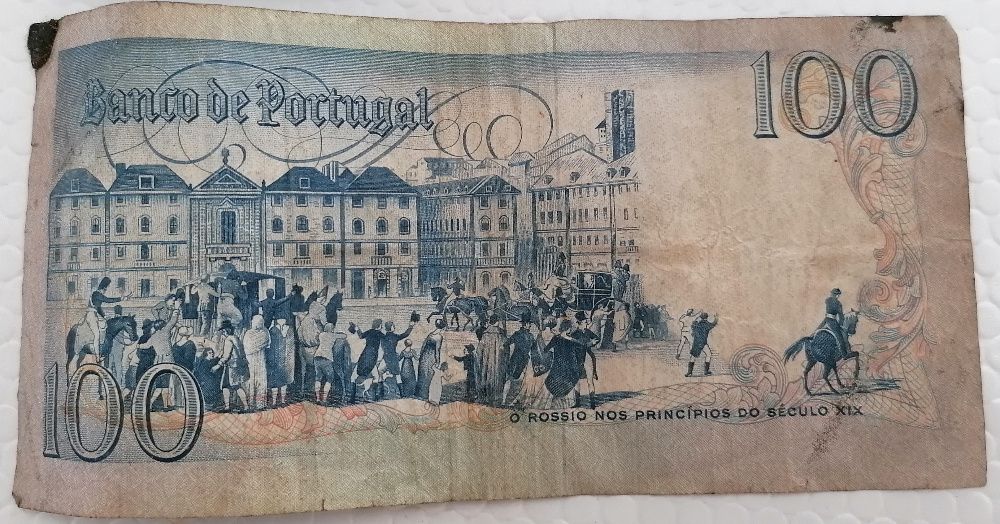 Banco de Portugal
100
100
O ROSSIO NOS PRINCÍPIOS DO SÉCULO XIX